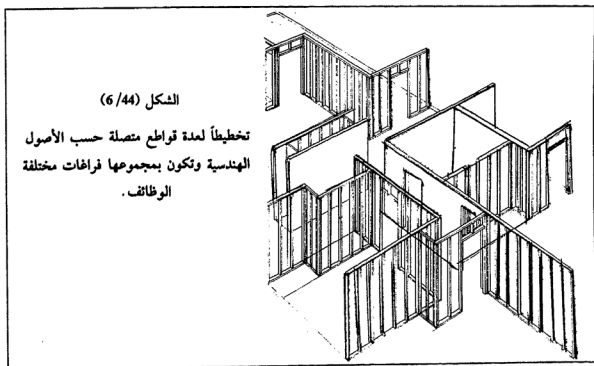 الشكل (6/44)
تخطيطاً لعدة قواطع متصلة حسب الأصول
الهندسية وتكون بمجموعها فراغات مختلفة
الوظائف.